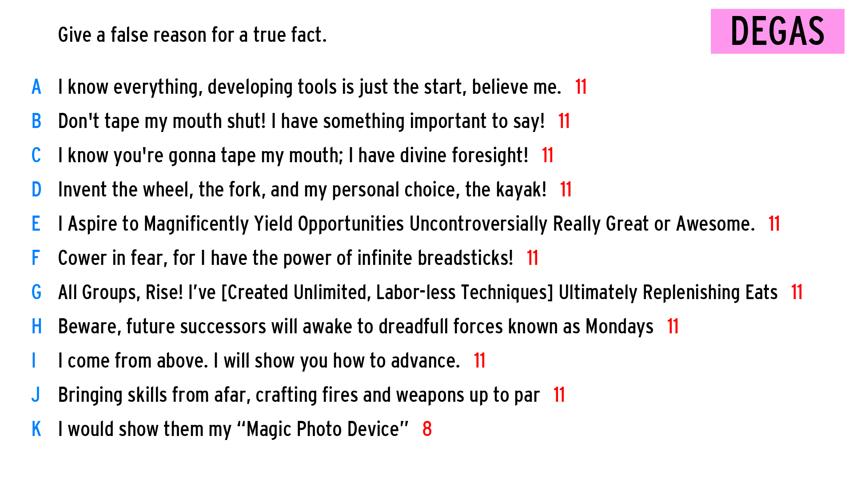 Give a false reason for a true fact.
DEGAS
A I know everything, developing tools is just the start, believe me. 11
B Don't tape my mouth shut! I have something important to say! 11
C I know you're gonna tape my mouth; I have divine foresight! 11
D Invent the wheel, the fork, and my personal choice, the kayak! 11
E I Aspire to Magnificently Yield Opportunities Uncontroversially Really Great or Awesome. 11
F Cower in fear, for I have the power of infinite breadsticks! 11
G All Groups, Rise! I've [Created Unlimited, Labor-less Techniques] Ultimately Replenishing Eats 11
H Beware, future successors will awake to dreadfull forces known as Mondays 11
I I come from above. I will show you how to advance. 11
J Bringing skills from afar, crafting fires and weapons up to par 11
K I would show them my “Magic Photo Device” 8